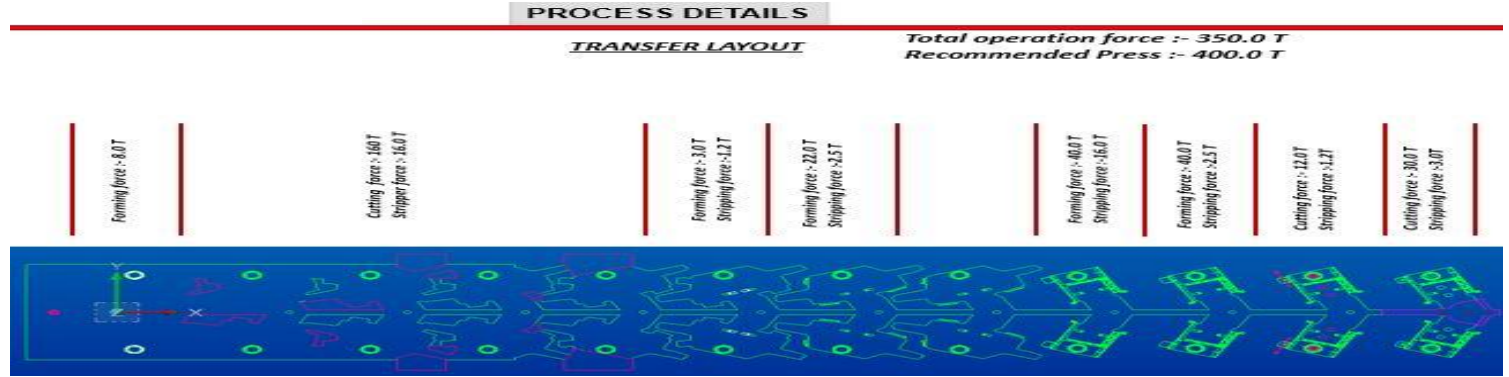 PROCESS DETAILS
TRANSFER LAYOUT
Total operation force :- 350.0 T
Recommended Press :- 400.0 T
Forming force :- 8.0 T
Cutting force :- 160 T
Stripper force :- 16.0 T
Forming force :- 3.0 T
Stripping force :-1.2 T
Forming force :- 22.0 T
Stripping force :-2.5 T
Forming force :- 40.0 T
Stripping force :-16.0 T
Forming force :- 40.0 T
Stripping force :-2.5 T
Cutting force :- 12.0 T
Stripping force :-1.2T
Cutting force :- 30.0 T
Stripping force :-3.0T
Y
Z
X